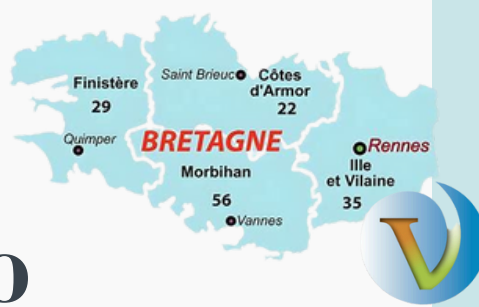 Finistère
29
Saint Brieuc
Côtes
d'Armor
22
Quimper
BRETAGNE
Rennes
Ille
et Vilaine
35
Morbihan
56
Vannes
V